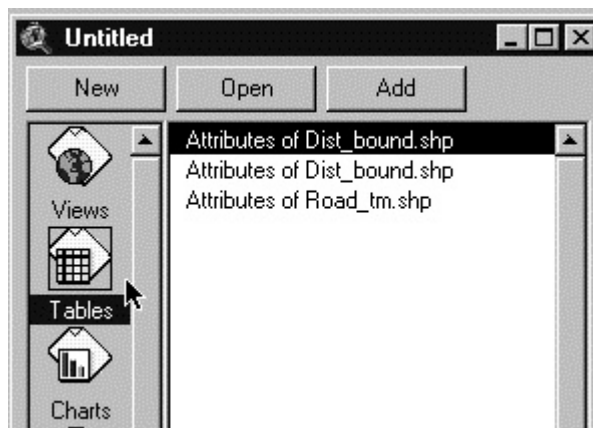 Untitled
New Open Add
Attributes of Dist_bound.shp
Attributes of Dist_bound.shp
Attributes of Road_tm.shp
Views
Tables
Charts